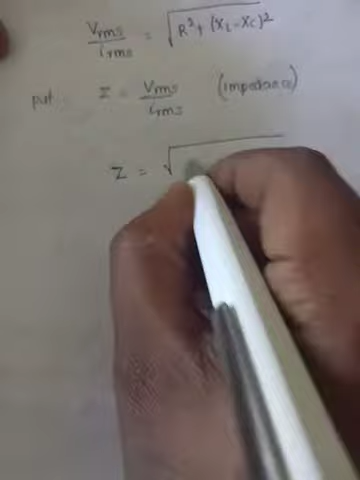 Vrms/irms = √R²+(XL-XC)²
put z = Vrms/irms (impedance)
Z = √